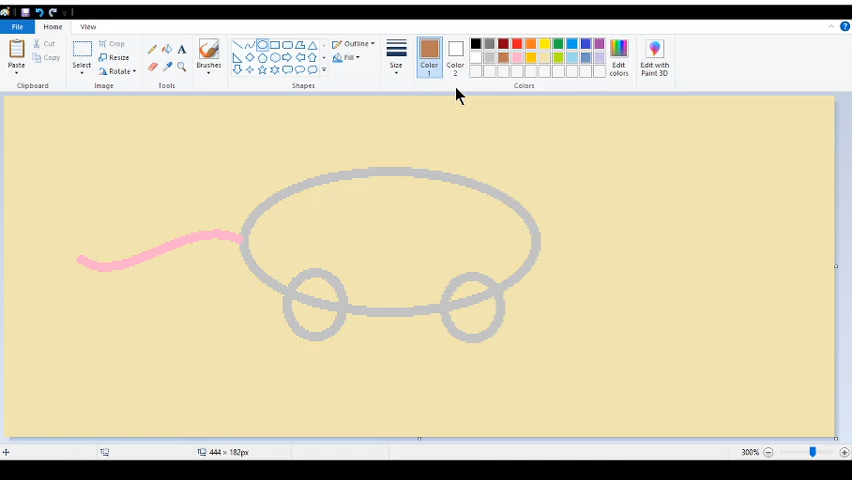 File Home View
Paste Cut Copy Select Crop Resize Rotate A Brushes Outline Fill Size Color 1 Color 2 Edit colors Edit with Paint 3D
Clipboard Image Tools Shapes Colors
444 × 182px 300%